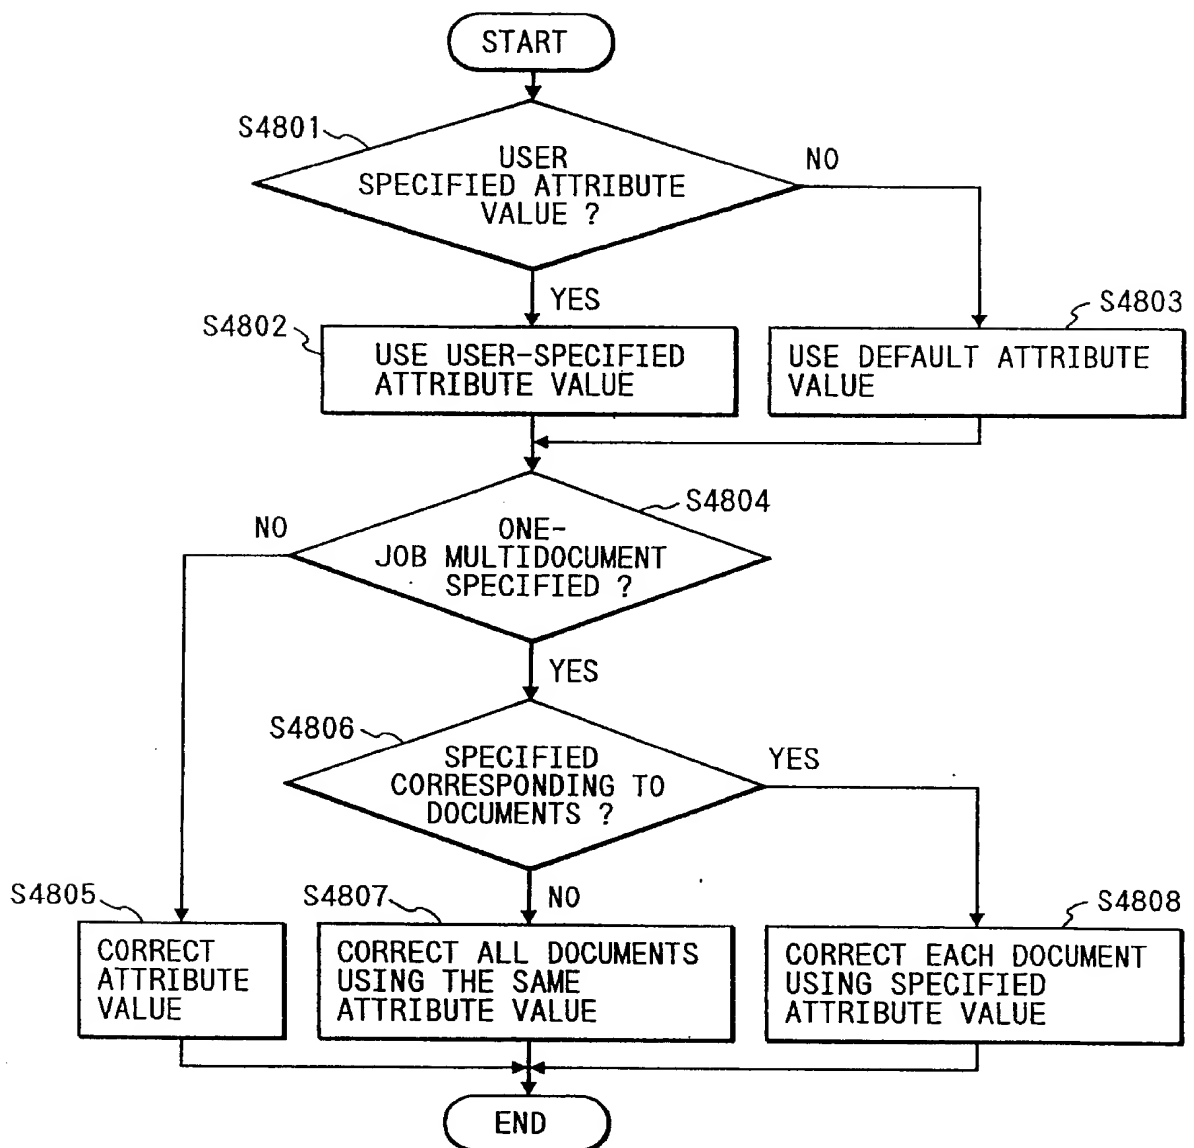 START
S4801
USER
SPECIFIED ATTRIBUTE
VALUE ?
NO
YES
S4802
USE USER-SPECIFIED
ATTRIBUTE VALUE
S4803
USE DEFAULT ATTRIBUTE
VALUE
S4804
ONE-
JOB MULTIDOCUMENT
SPECIFIED ?
NO
YES
S4806
SPECIFIED
CORRESPONDING TO
DOCUMENTS ?
YES
NO
S4805
CORRECT
ATTRIBUTE
VALUE
S4807
CORRECT ALL DOCUMENTS
USING THE SAME
ATTRIBUTE VALUE
S4808
CORRECT EACH DOCUMENT
USING SPECIFIED
ATTRIBUTE VALUE
END